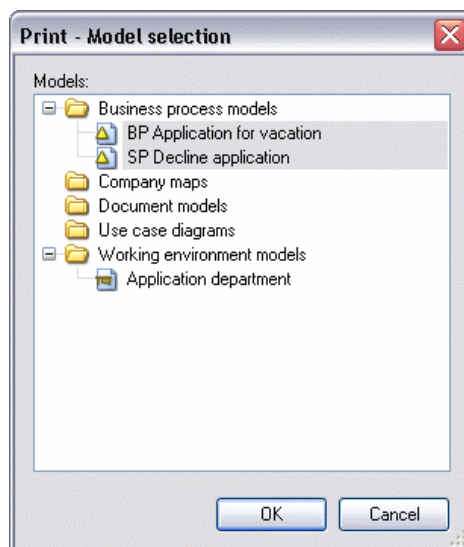 Print - Model selection
Models:
Business process models
BP Application for vacation
SP Decline application
Company maps
Document models
Use case diagrams
Working environment models
Application department
OK Cancel